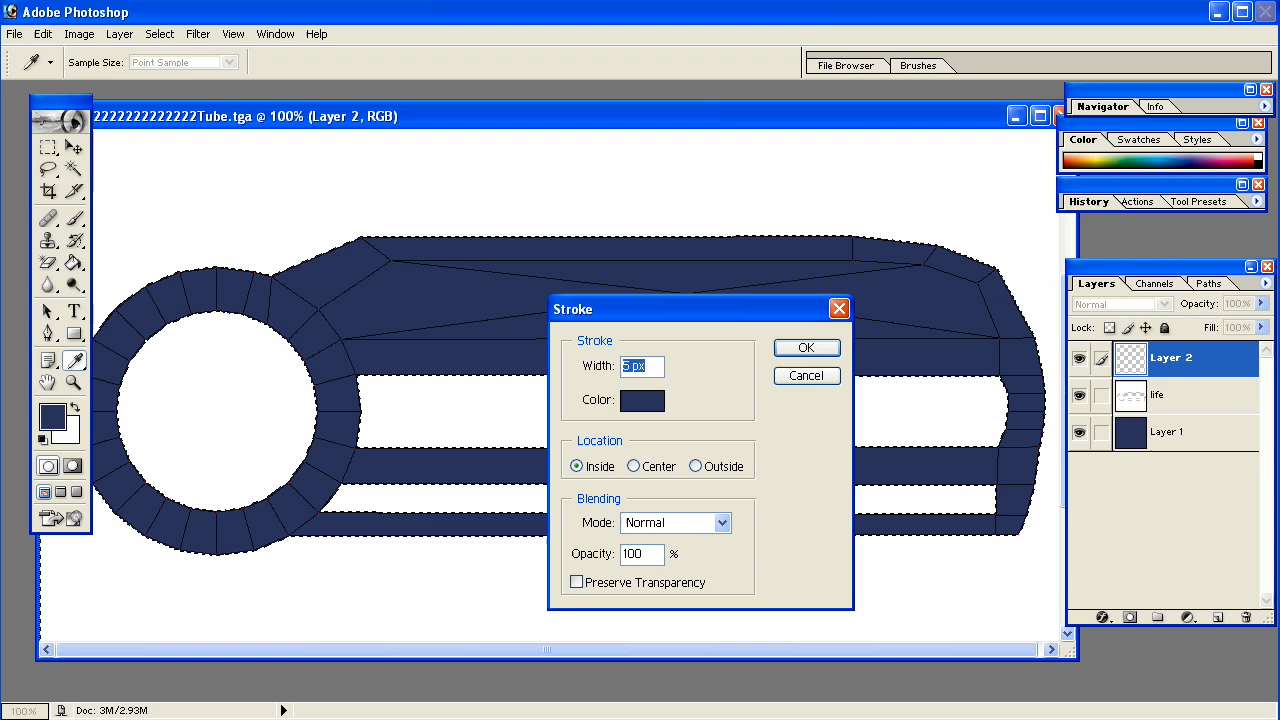 Adobe Photoshop
File Edit Image Layer Select Filter View Window Help
Sample Size: Point Sample
File Browser Brushes
Navigator Info
22222222222222Tube.tga @ 100% (Layer 2, RGB)
Color Swatches Styles
History Actions Tool Presets
Layers Channels Paths
Normal Opacity: 100%
Lock: Fill: 100%
Layer 2
life
Layer 1
Stroke
Stroke
Width: 5 px
Color:
OK
Cancel
Location
Inside Center Outside
Blending
Mode: Normal
Opacity: 100 %
Preserve Transparency
100% Doc: 3M/2.93M